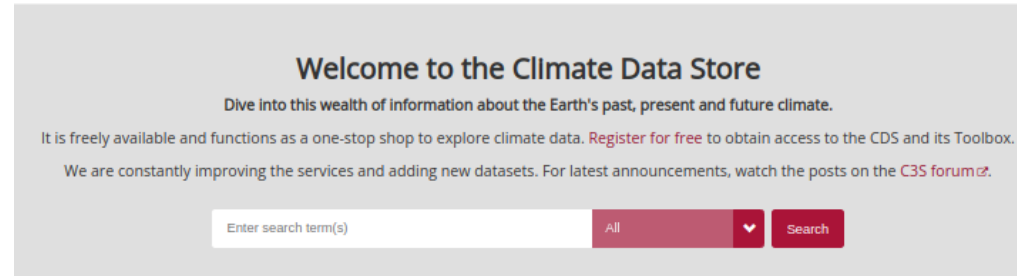 Welcome to the Climate Data Store
Dive into this wealth of information about the Earth's past, present and future climate.
It is freely available and functions as a one-stop shop to explore climate data. Register for free to obtain access to the CDS and its Toolbox.
We are constantly improving the services and adding new datasets. For latest announcements, watch the posts on the C3S forum.
Enter search term(s) All Search